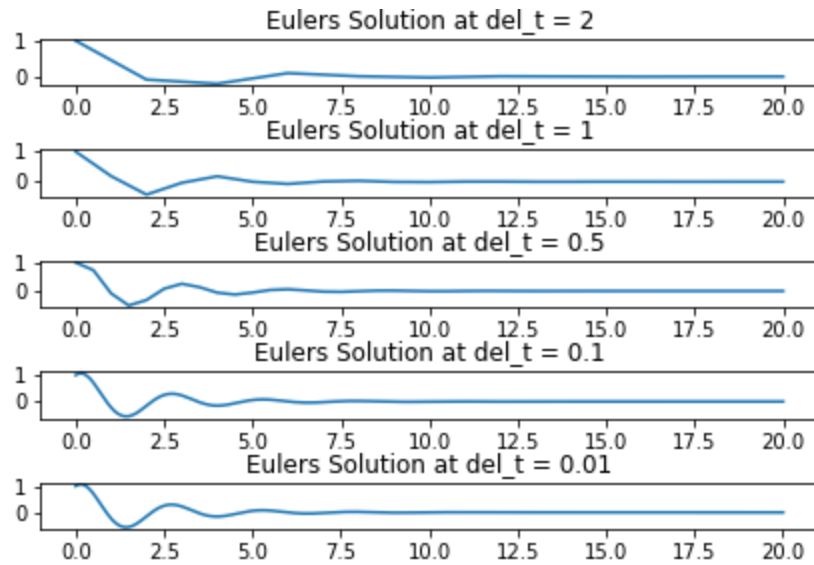 Eulers Solution at del_t = 2
1
0
0.0 2.5 5.0 7.5 10.0 12.5 15.0 17.5 20.0
Eulers Solution at del_t = 1
1
0
0.0 2.5 5.0 7.5 10.0 12.5 15.0 17.5 20.0
Eulers Solution at del_t = 0.5
1
0
0.0 2.5 5.0 7.5 10.0 12.5 15.0 17.5 20.0
Eulers Solution at del_t = 0.1
1
0
0.0 2.5 5.0 7.5 10.0 12.5 15.0 17.5 20.0
Eulers Solution at del_t = 0.01
1
0
0.0 2.5 5.0 7.5 10.0 12.5 15.0 17.5 20.0